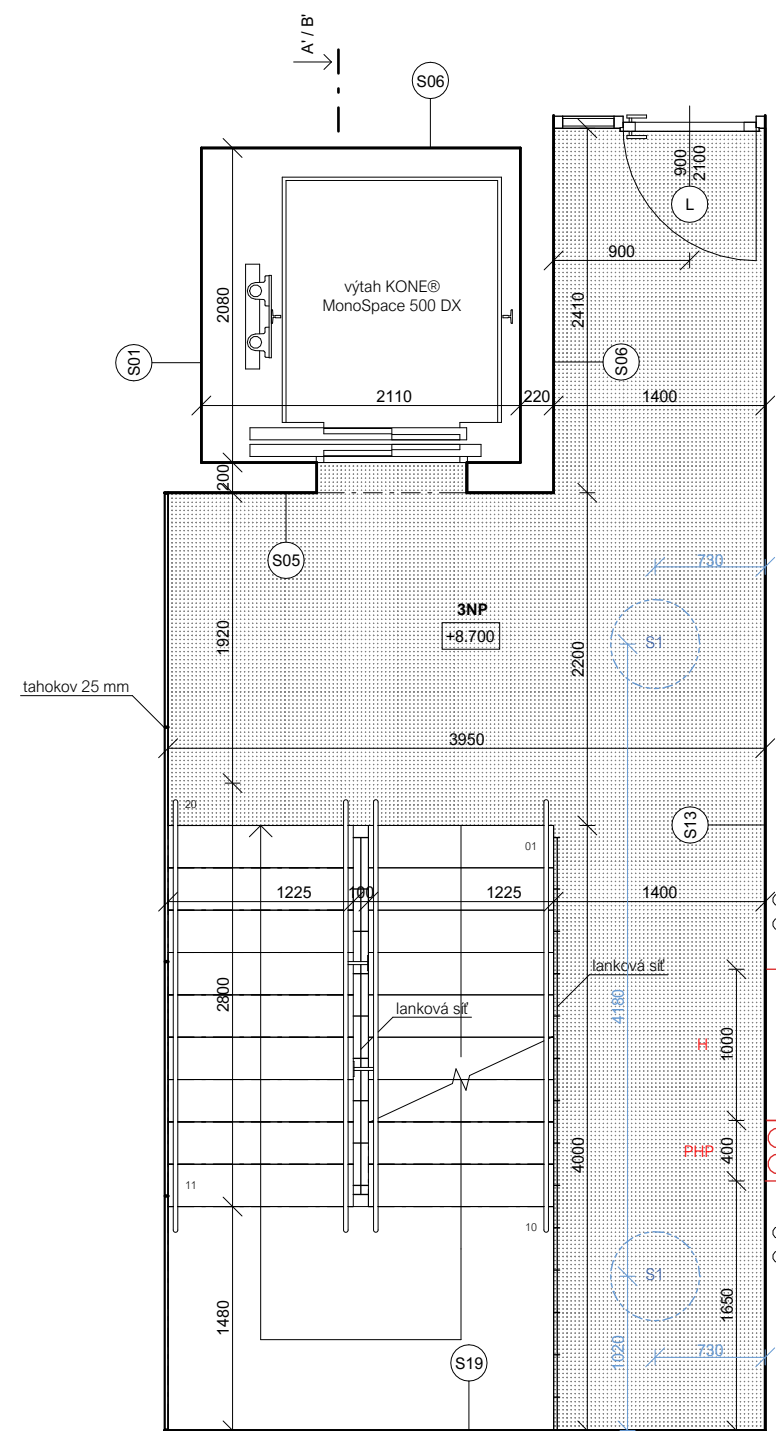 A' / B'
S06
900
2100
L
900
výtah KONE®
MonoSpace 500 DX
2080
2410
S01
S06
2110
220
1400
200
S05
730
3NP
+8.700
S1
1920
2200
tahokov 25 mm
3950
20
01
S13
1225
100
1225
1400
lanková síť
2800
lanková síť
4180
H
1000
4000
PHP
400
11
10
S1
1480
1650
1020
730
S19